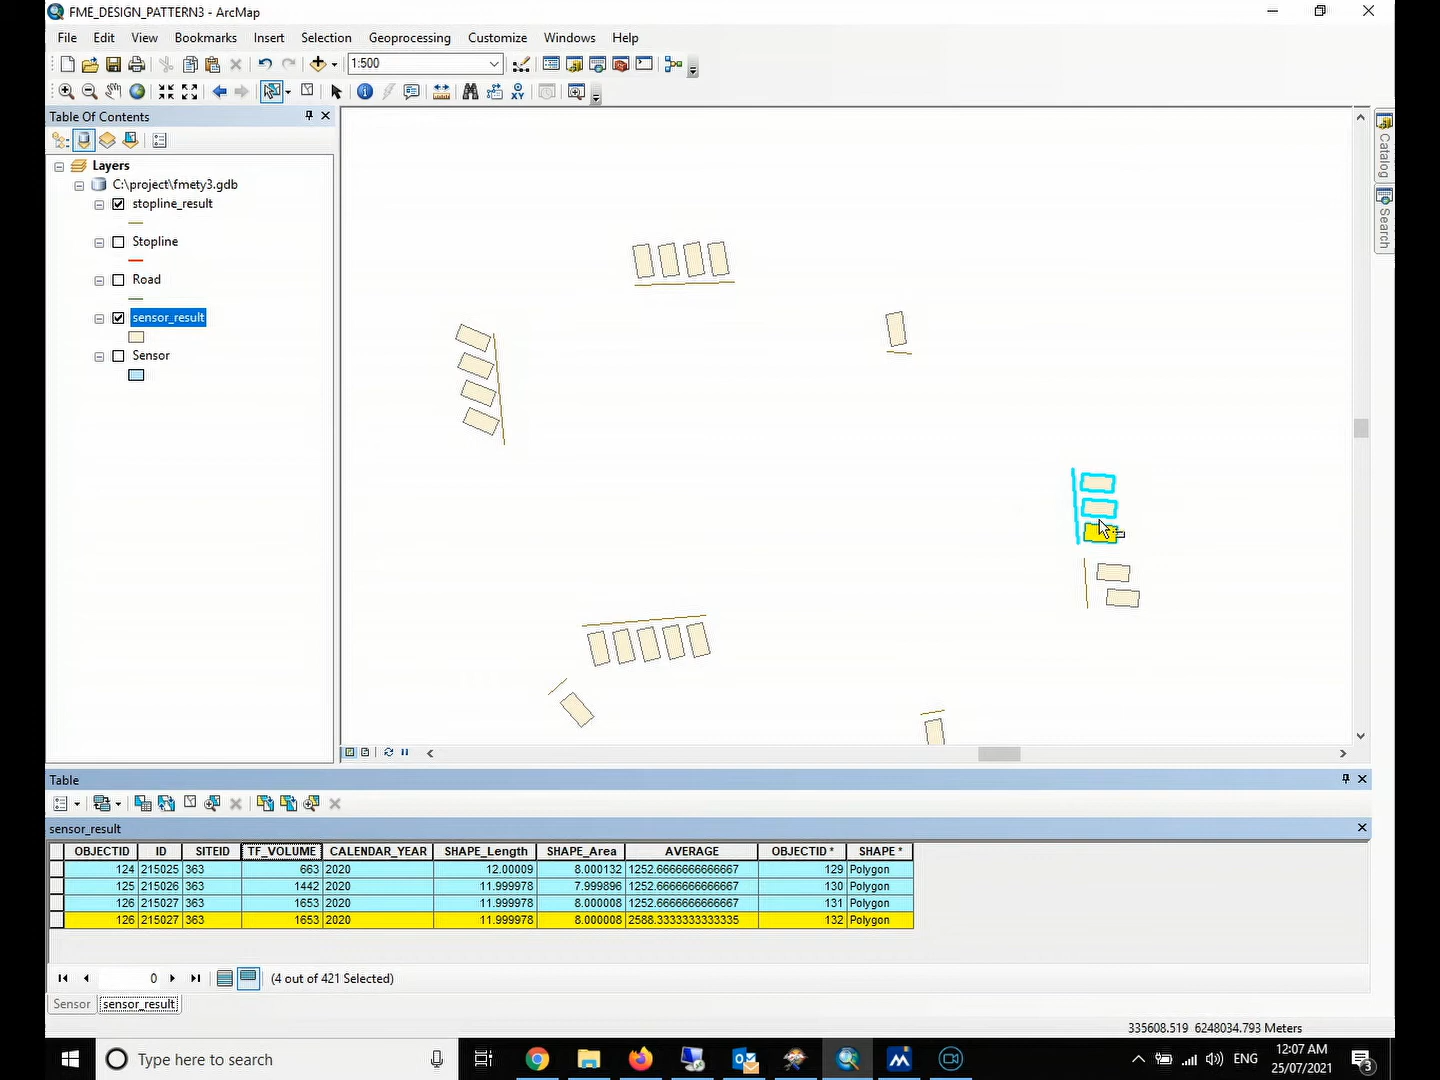 FME_DESIGN_PATTERN3 - ArcMap
File Edit View Bookmarks Insert Selection Geoprocessing Customize Windows Help
1:500
XY
Table Of Contents
Layers
C:\project\fmety3.gdb
stopline_result
Stopline
Road
sensor_result
Sensor
Catalog
Search
Table
sensor_result
OBJECTID ID SITEID TF_VOLUME CALENDAR_YEAR SHAPE_Length SHAPE_Area AVERAGE OBJECTID * SHAPE *
124 215025 363 663 2020 12.00009 8.000132 1252.6666666666667 129 Polygon
125 215026 363 1442 2020 11.999978 7.999896 1252.6666666666667 130 Polygon
126 215027 363 1653 2020 11.999978 8.000008 1252.6666666666667 131 Polygon
126 215027 363 1653 2020 11.999978 8.000008 2588.3333333333335 132 Polygon
0 (4 out of 421 Selected)
Sensor sensor_result
335608.519 6248034.793 Meters
Type here to search
ENG
12:07 AM
25/07/2021
3